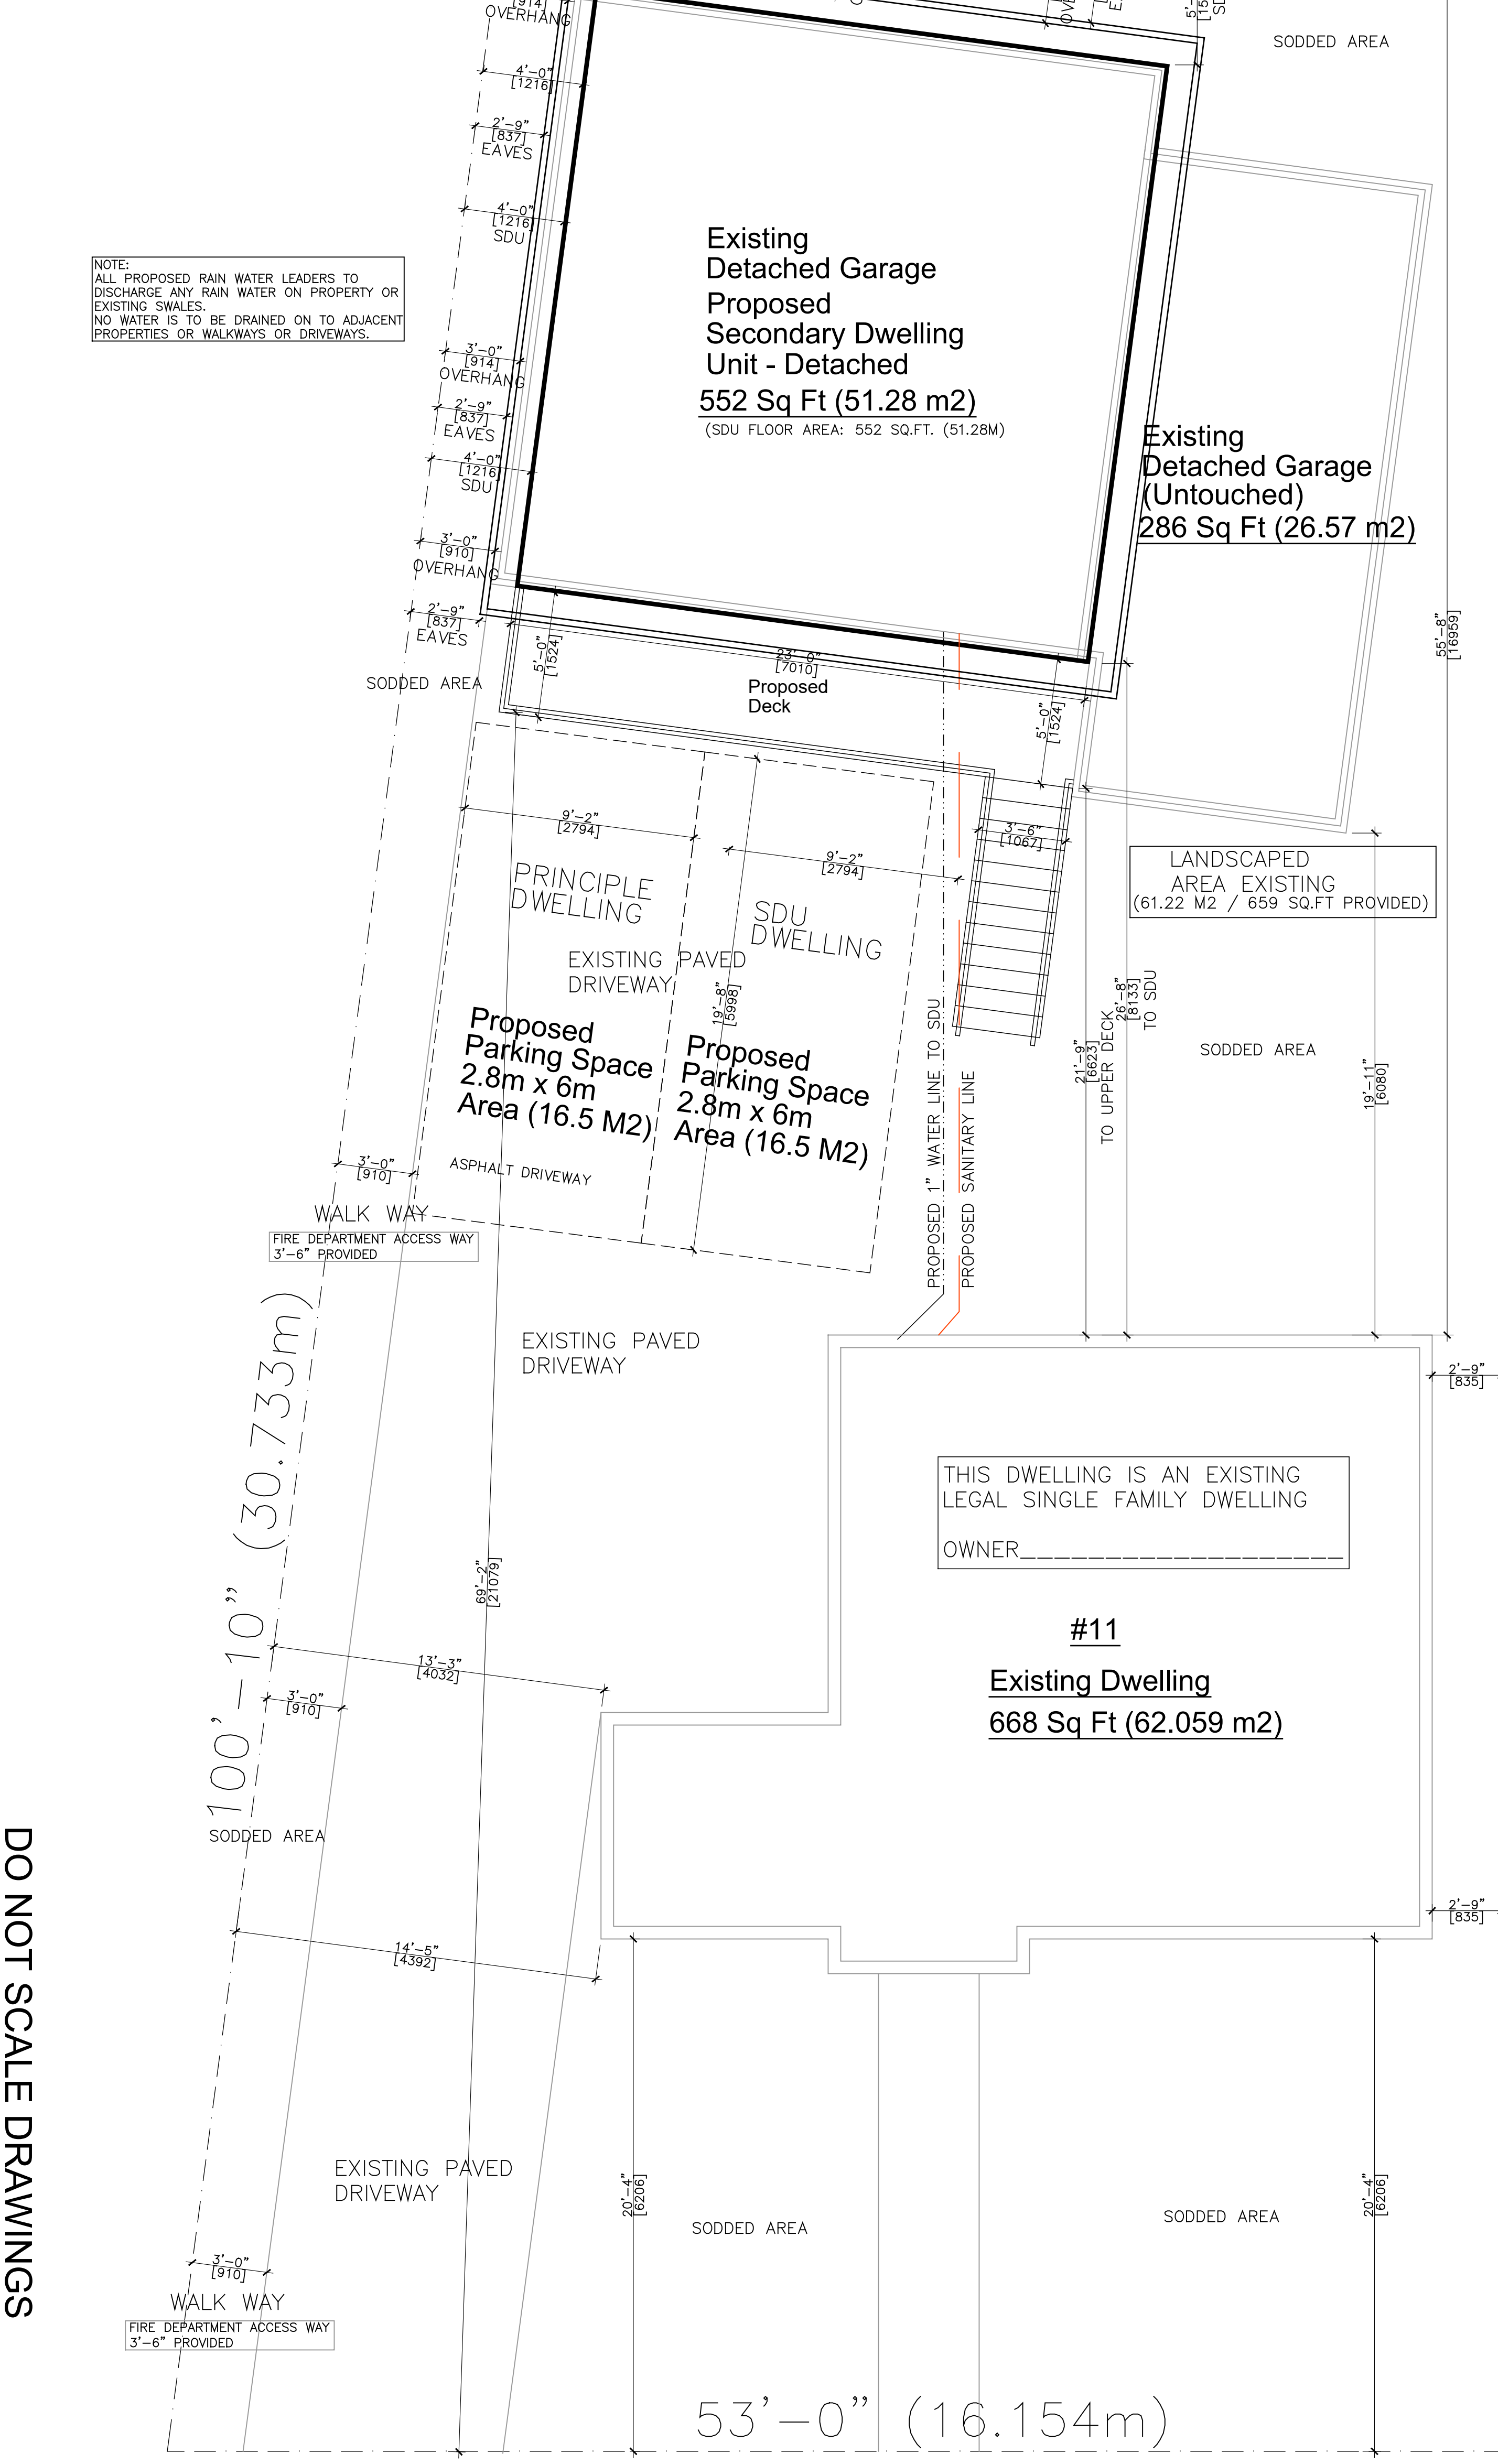 [914]
OVERHANG
SODDED AREA
4'-0"
[1216]
2'-9"
[837]
EAVES
4'-0"
[1216]
SDU
NOTE:
ALL PROPOSED RAIN WATER LEADERS TO
DISCHARGE ANY RAIN WATER ON PROPERTY OR
EXISTING SWALES.
NO WATER IS TO BE DRAINED ON TO ADJACENT
PROPERTIES OR WALKWAYS OR DRIVEWAYS.
Existing
Detached Garage
Proposed
Secondary Dwelling
Unit - Detached
552 Sq Ft (51.28 m2)
(SDU FLOOR AREA: 552 SQ.FT. (51.28M)
3'-0"
[914]
OVERHANG
2'-9"
[837]
EAVES
4'-0"
[1216]
SDU
Existing
Detached Garage
(Untouched)
286 Sq Ft (26.57 m2)
3'-0"
[910]
OVERHANG
2'-9"
[837]
EAVES
55'-8"
[16959]
SODDED AREA
5'-0"
[1524]
23'-0"
[7010]
Proposed
Deck
5'-0"
[1524]
9'-2"
[2794]
9'-2"
[2794]
3'-6"
[1067]
LANDSCAPED
AREA EXISTING
(61.22 M2 / 659 SQ.FT PROVIDED)
PRINCIPLE
DWELLING
SDU
DWELLING
EXISTING PAVED
DRIVEWAY
19'-8"
[5998]
Proposed
Parking Space
2.8m x 6m
Area (16.5 M2)
Proposed
Parking Space
2.8m x 6m
Area (16.5 M2)
PROPOSED 1" WATER LINE TO SDU
PROPOSED SANITARY LINE
21'-9"
[6623]
TO UPPER DECK
26'-8"
[8133]
TO SDU
SODDED AREA
19'-11"
[6080]
3'-0"
[910]
ASPHALT DRIVEWAY
WALK WAY
FIRE DEPARTMENT ACCESS WAY
3'-6" PROVIDED
EXISTING PAVED
DRIVEWAY
2'-9"
[835]
100'-10" (30.733m)
THIS DWELLING IS AN EXISTING
LEGAL SINGLE FAMILY DWELLING
OWNER___________________
69'-2"
[21079]
#11
Existing Dwelling
668 Sq Ft (62.059 m2)
13'-3"
[4032]
3'-0"
[910]
SODDED AREA
DO NOT SCALE DRAWINGS
2'-9"
[835]
14'-5"
[4392]
EXISTING PAVED
DRIVEWAY
20'-4"
[6206]
SODDED AREA
SODDED AREA
20'-4"
[6206]
3'-0"
[910]
WALK WAY
FIRE DEPARTMENT ACCESS WAY
3'-6" PROVIDED
53'-0" (16.154m)